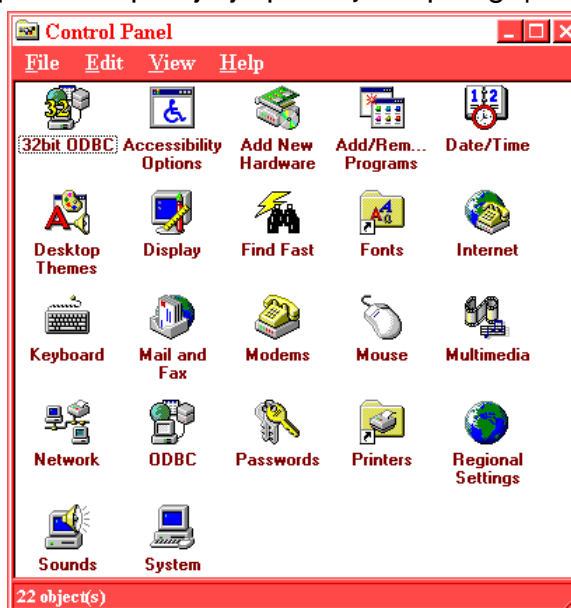 Control Panel
File Edit View Help
32bit ODBC Accessibility Options Add New Hardware Add/Rem... Programs Date/Time
Desktop Themes Display Find Fast Fonts Internet
Keyboard Mail and Fax Modems Mouse Multimedia
Network ODBC Passwords Printers Regional Settings
Sounds System
22 object(s)